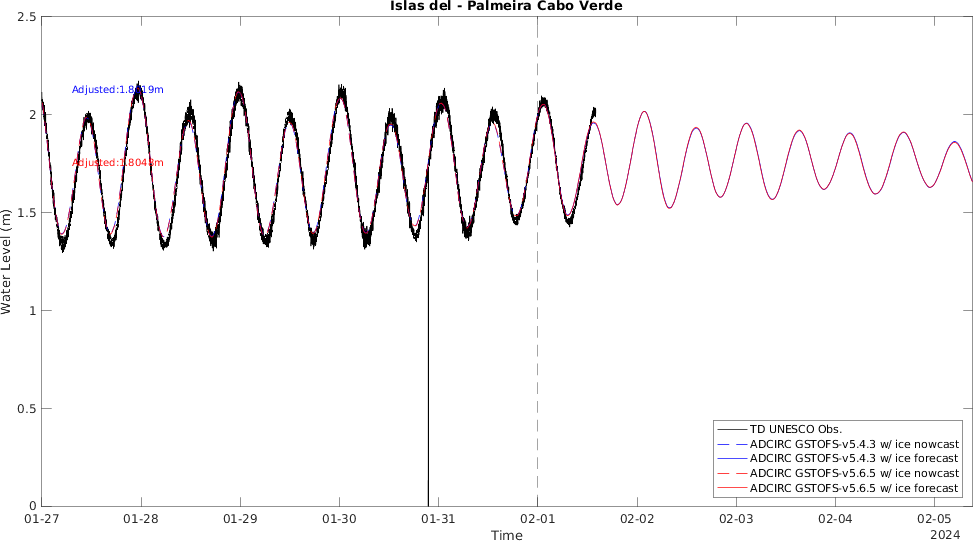 Islas del - Palmeira Cabo Verde
2.5
2
1.5
1
0.5
0
Water Level (m)
Adjusted:1.8
19m
Adjusted:1.8048m
TD UNESCO Obs.
ADCIRC GSTOFS-v5.4.3 w/ ice nowcast
ADCIRC GSTOFS-v5.4.3 w/ ice forecast
ADCIRC GSTOFS-v5.6.5 w/ ice nowcast
ADCIRC GSTOFS-v5.6.5 w/ ice forecast
01-27
01-28
01-29
01-30
01-31
02-01
02-02
02-03
02-04
02-05
2024
Time